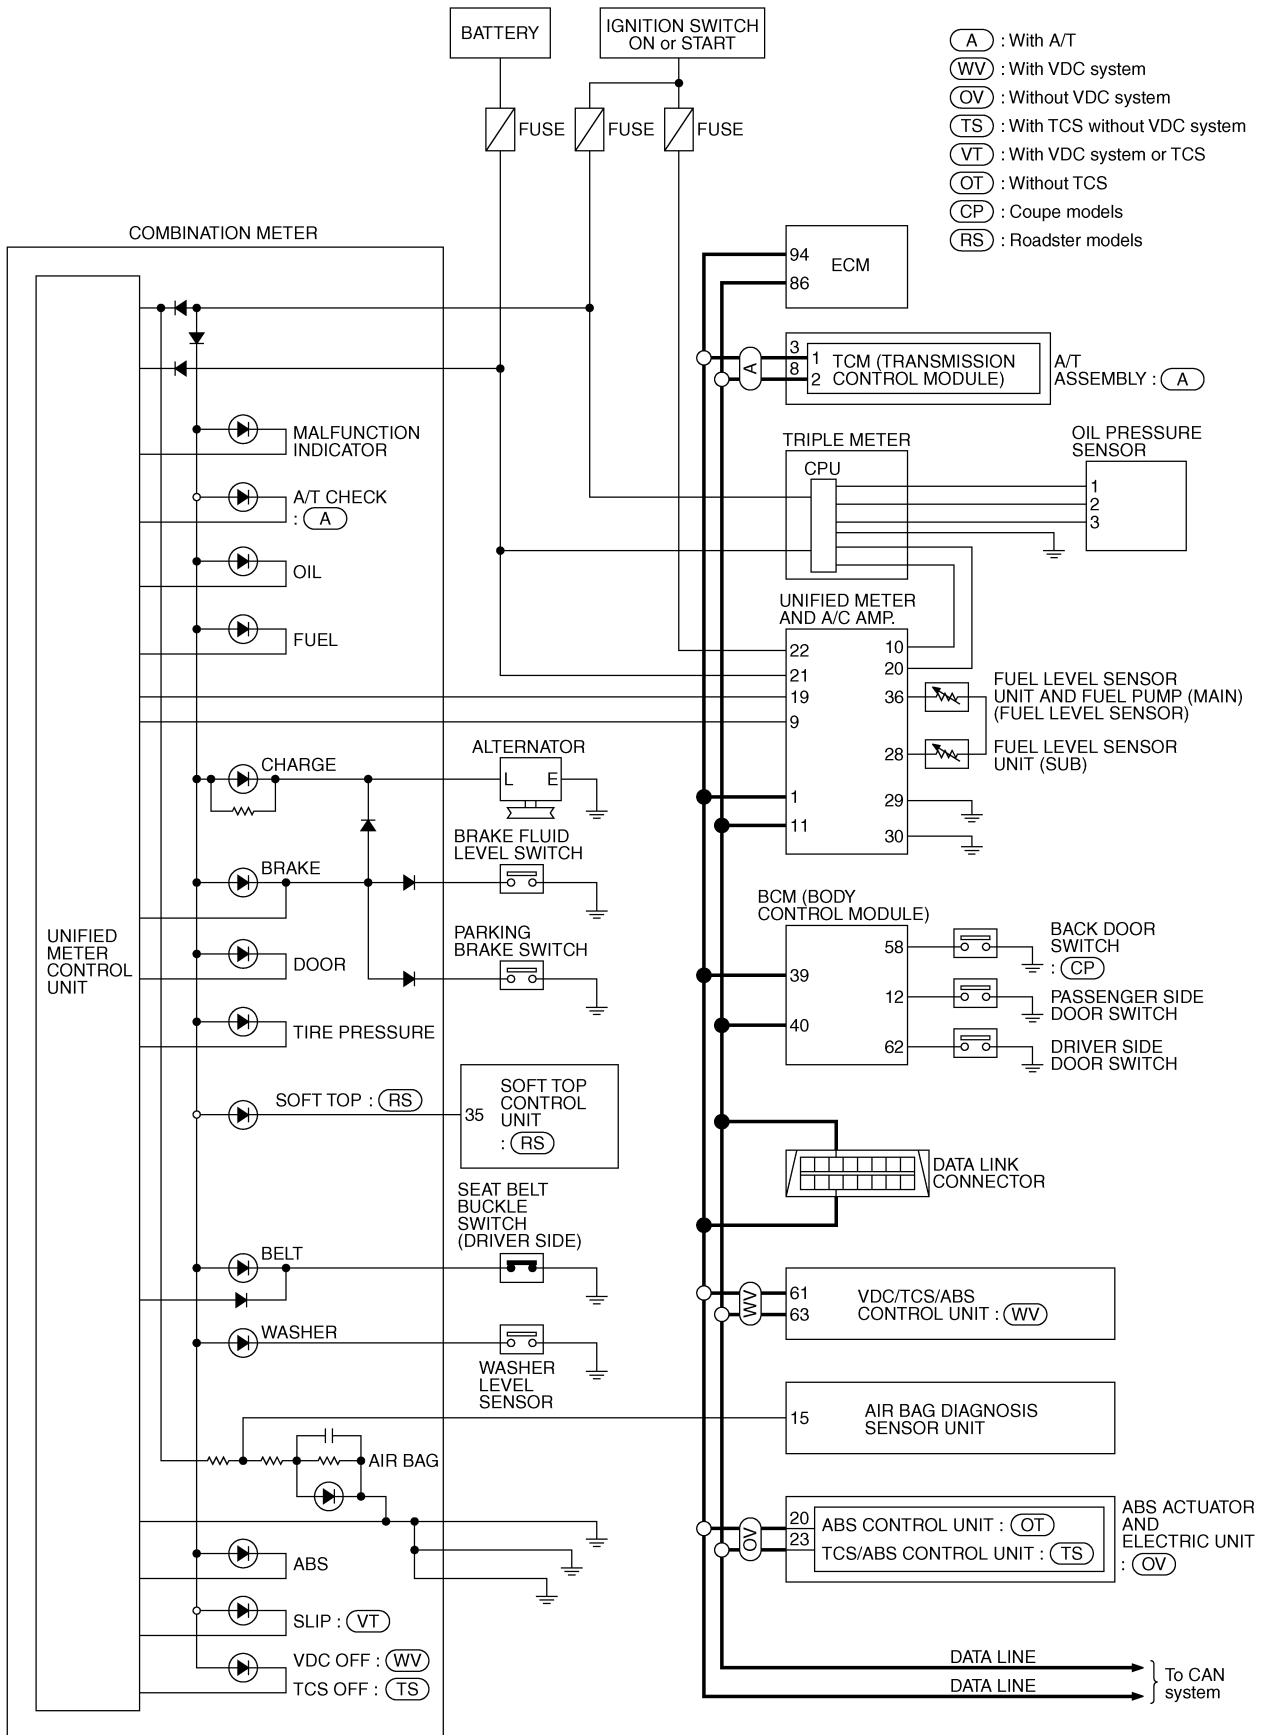 BATTERY
IGNITION SWITCH
ON or START
FUSE
FUSE
FUSE
A : With A/T
WV : With VDC system
OV : Without VDC system
TS : With TCS without VDC system
VT : With VDC system or TCS
OT : Without TCS
CP : Coupe models
RS : Roadster models
COMBINATION METER
UNIFIED
METER
CONTROL
UNIT
MALFUNCTION
INDICATOR
A/T CHECK
: A
OIL
FUEL
CHARGE
BRAKE
DOOR
TIRE PRESSURE
SOFT TOP : RS
BELT
WASHER
AIR BAG
ABS
SLIP : VT
VDC OFF : WV
TCS OFF : TS
ALTERNATOR
L E
BRAKE FLUID
LEVEL SWITCH
PARKING
BRAKE SWITCH
35
SOFT TOP
CONTROL
UNIT
: RS
SEAT BELT
BUCKLE
SWITCH
(DRIVER SIDE)
WASHER
LEVEL
SENSOR
94
86
ECM
A
3
8
1
2
TCM (TRANSMISSION
CONTROL MODULE)
A/T
ASSEMBLY : A
TRIPLE METER
CPU
OIL PRESSURE
SENSOR
1
2
3
UNIFIED METER
AND A/C AMP.
22
21
19
9
1
11
10
20
36
28
29
30
FUEL LEVEL SENSOR
UNIT AND FUEL PUMP (MAIN)
(FUEL LEVEL SENSOR)
FUEL LEVEL SENSOR
UNIT (SUB)
BCM (BODY
CONTROL MODULE)
39
40
58
12
62
BACK DOOR
SWITCH
: CP
PASSENGER SIDE
DOOR SWITCH
DRIVER SIDE
DOOR SWITCH
DATA LINK
CONNECTOR
WV
61
63
VDC/TCS/ABS
CONTROL UNIT : WV
15
AIR BAG DIAGNOSIS
SENSOR UNIT
OV
20
23
ABS CONTROL UNIT : OT
TCS/ABS CONTROL UNIT : TS
ABS ACTUATOR
AND
ELECTRIC UNIT
: OV
DATA LINE
DATA LINE
To CAN
system